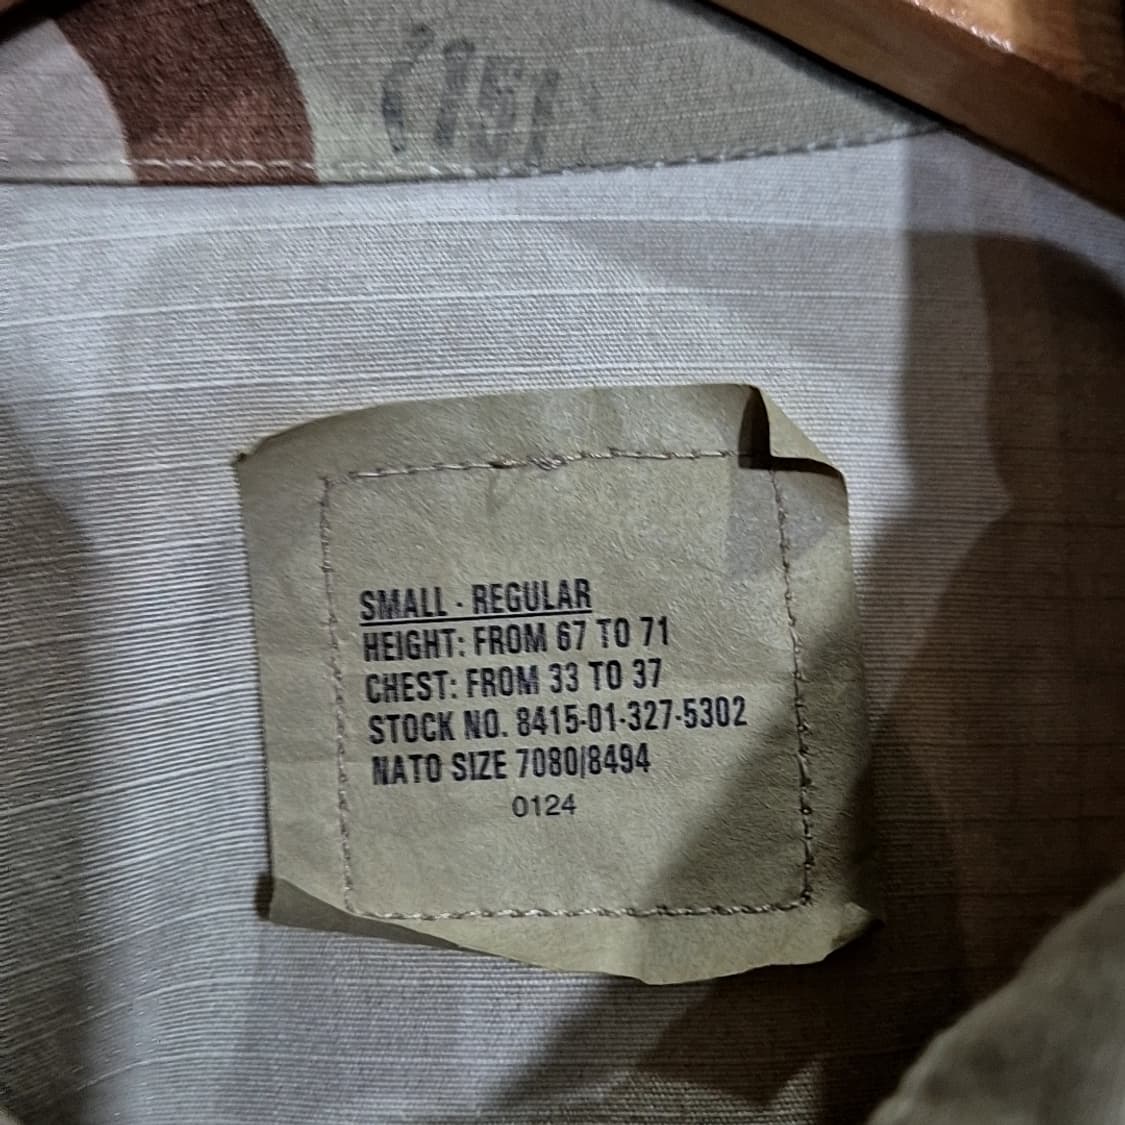 SMALL - REGULAR
HEIGHT: FROM 67 TO 71
CHEST: FROM 33 TO 37
STOCK NO. 8415-01-327-5302
NATO SIZE 7080/8494
0124